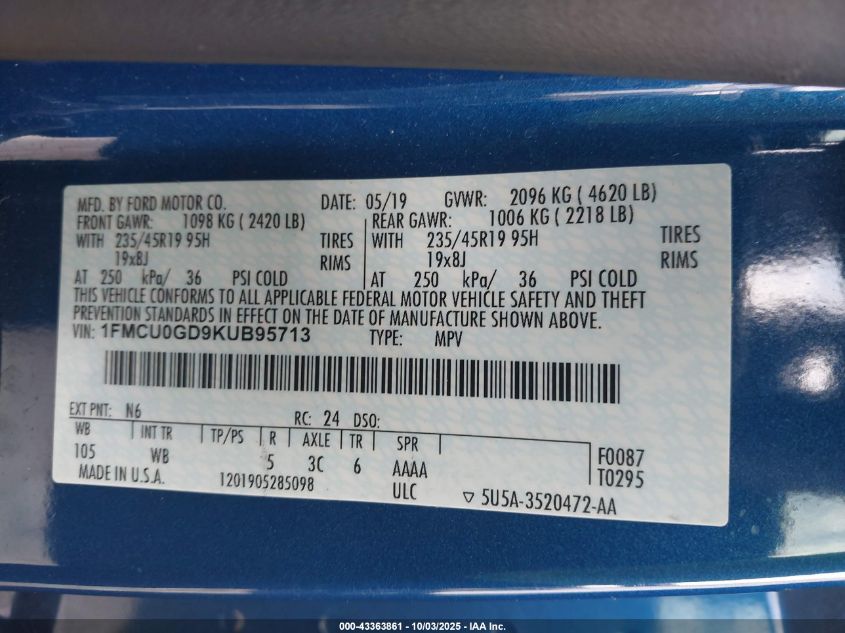 MFD. BY FORD MOTOR CO. DATE: 05/19 GVWR: 2096 KG ( 4620 LB)
FRONT GAWR: 1098 KG ( 2420 LB) REAR GAWR: 1006 KG ( 2218 LB)
WITH 235/45R19 95H TIRES WITH 235/45R19 95H TIRES
19x8J RIMS 19x8J RIMS
AT 250 kPa/ 36 PSI COLD AT 250 kPa/ 36 PSI COLD
THIS VEHICLE CONFORMS TO ALL APPLICABLE FEDERAL MOTOR VEHICLE SAFETY AND THEFT
PREVENTION STANDARDS IN EFFECT ON THE DATE OF MANUFACTURE SHOWN ABOVE.
VIN: 1FMCU0GD9KUB95713 TYPE: MPV
EXT PNT: N6 RC: 24 DSO:
WB INT TR TP/PS R AXLE TR SPR F0087
105 WB 5 3C 6 AAAA T0295
MADE IN U.S.A. 1201905285098 ULC ▽ 5U5A-3520472-AA
000-43363861 - 10/03/2025 - IAA Inc.